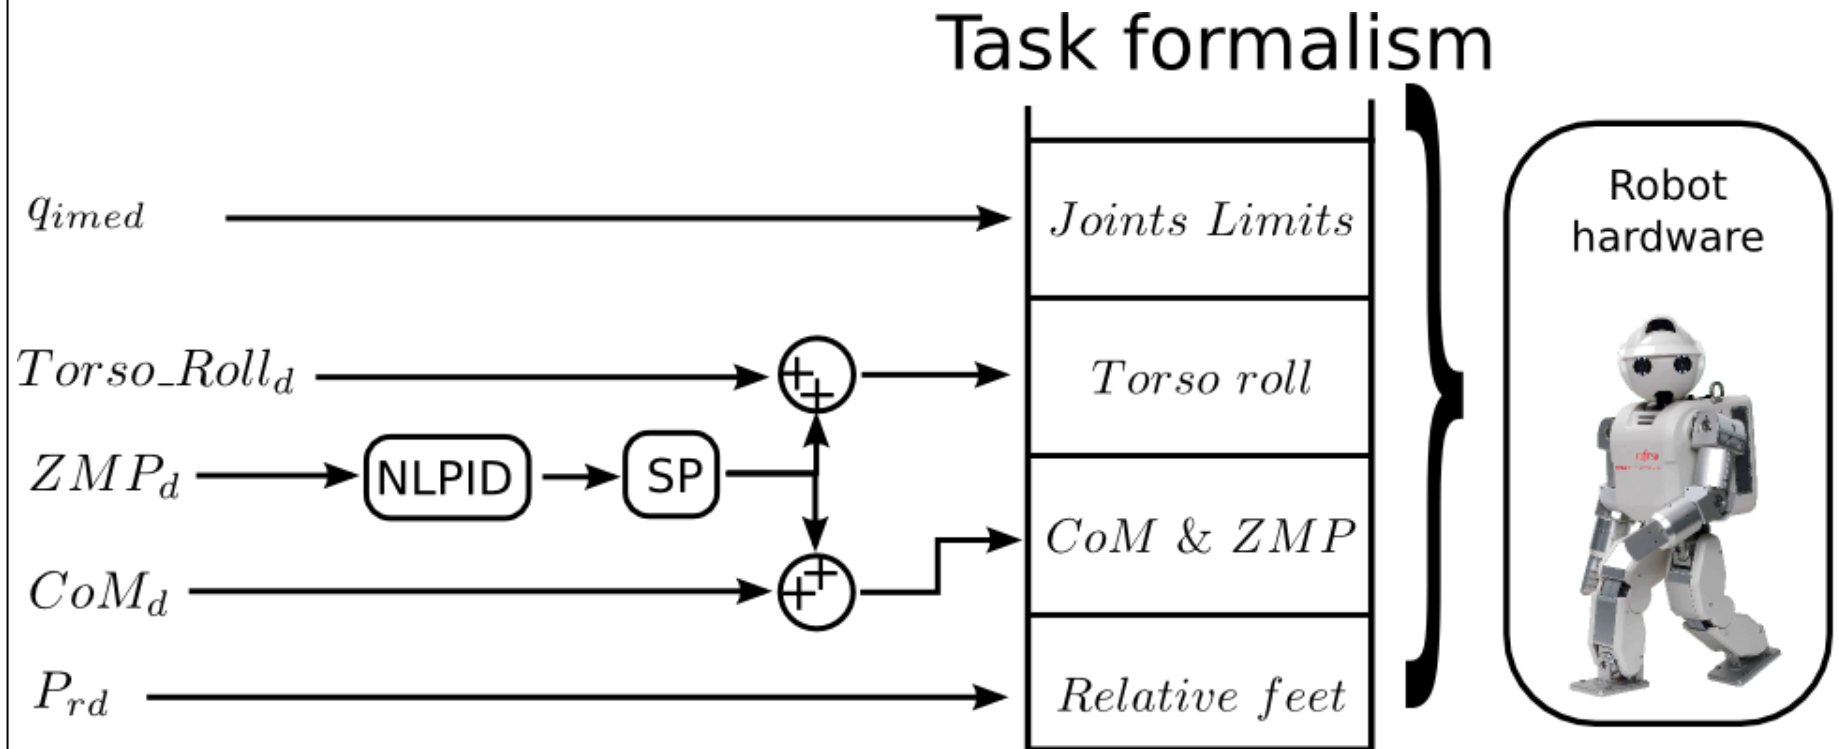 Task formalism
q_imed
Joints Limits
Robot
hardware
Torso_Roll_d
+
+
Torso roll
ZMP_d
NLPID
SP
CoM & ZMP
CoM_d
+
+
P_rd
Relative feet